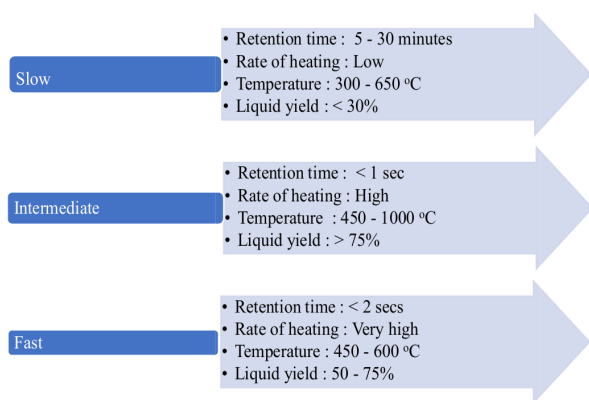 Slow
• Retention time : 5 - 30 minutes
• Rate of heating : Low
• Temperature : 300 - 650 °C
• Liquid yield : < 30%
Intermediate
• Retention time : < 1 sec
• Rate of heating : High
• Temperature : 450 - 1000 °C
• Liquid yield : > 75%
Fast
• Retention time : < 2 secs
• Rate of heating : Very high
• Temperature : 450 - 600 °C
• Liquid yield : 50 - 75%